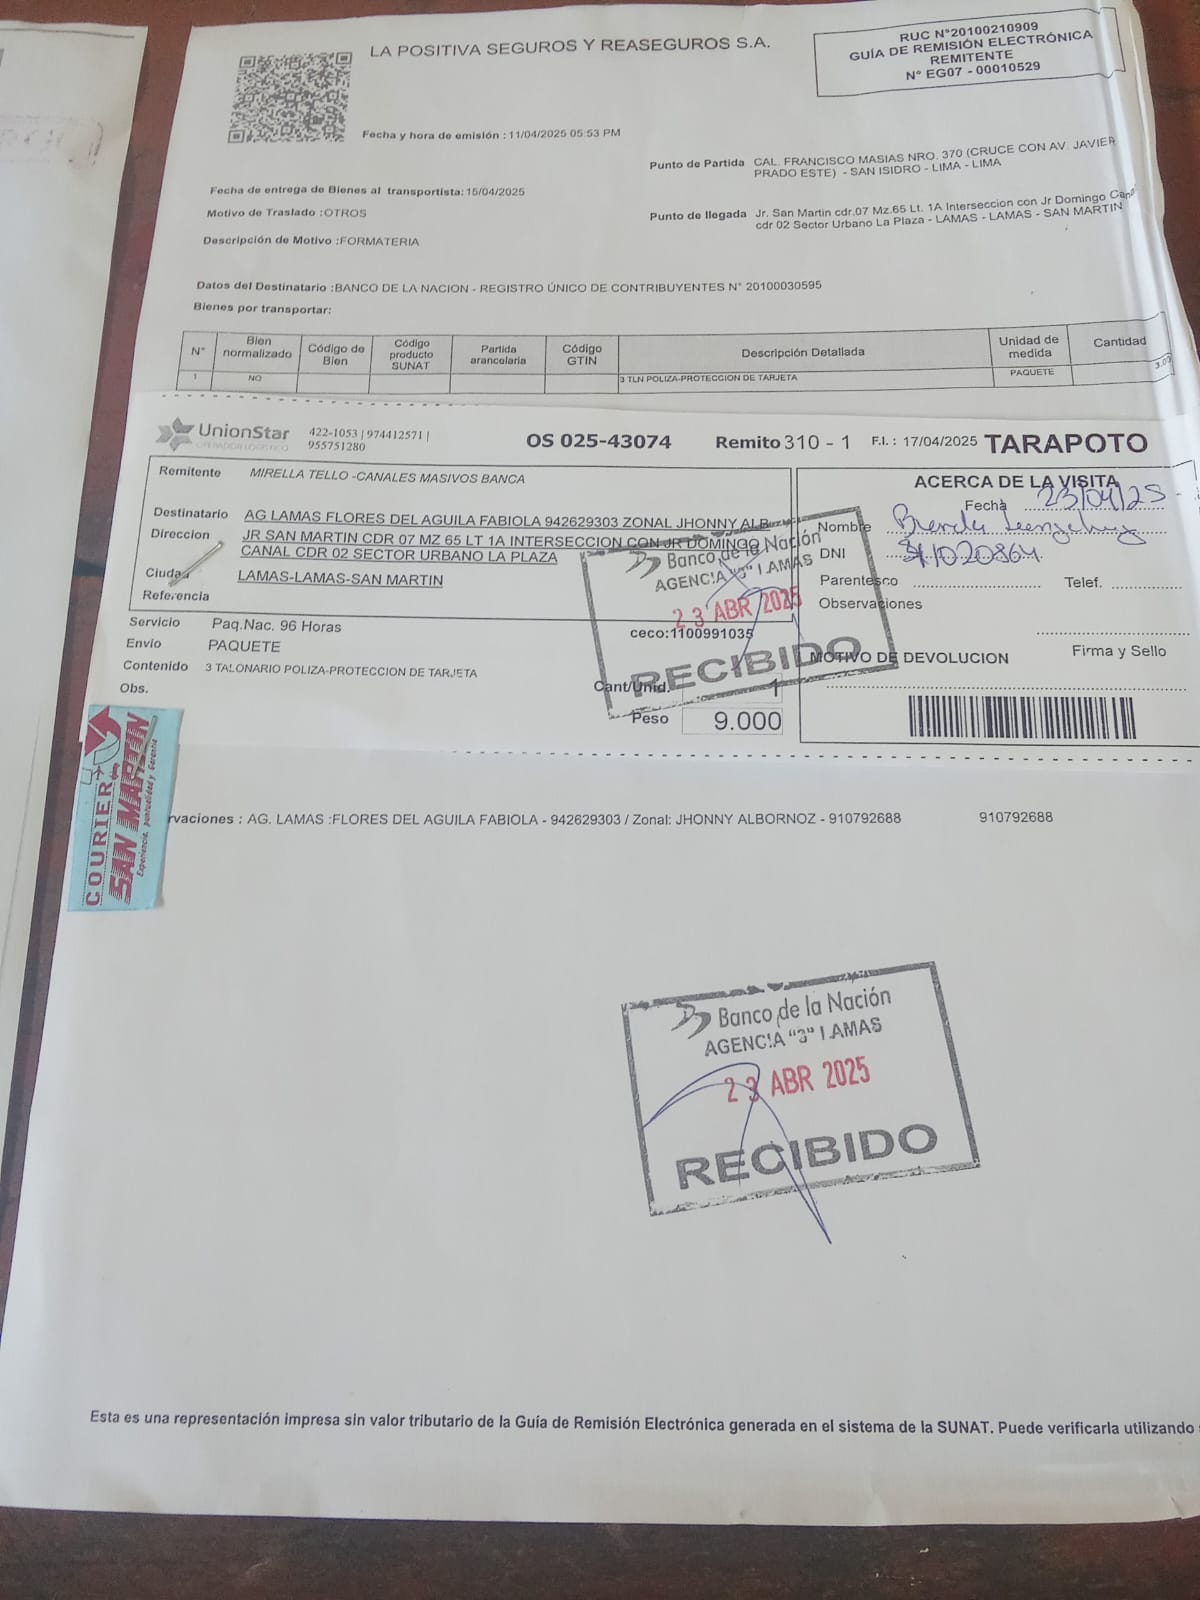 LA POSITIVA SEGUROS Y REASEGUROS S.A.
RUC N°20100210909
GUÍA DE REMISIÓN ELECTRÓNICA
REMITENTE
N° EG07 - 00010529
Fecha y hora de emisión : 11/04/2025 05:53 PM
Punto de Partida CAL. FRANCISCO MASIAS NRO. 370 (CRUCE CON AV. JAVIER
PRADO ESTE) - SAN ISIDRO - LIMA - LIMA
Fecha de entrega de Bienes al transportista: 15/04/2025
Motivo de Traslado :OTROS
Punto de llegada Jr. San Martin cdr.07 Mz.65 Lt. 1A Interseccion con Jr Domingo Canal
cdr 02 Sector Urbano La Plaza - LAMAS - LAMAS - SAN MARTIN
Descripción de Motivo :FORMATERIA
Datos del Destinatario :BANCO DE LA NACION - REGISTRO ÚNICO DE CONTRIBUYENTES N° 20100030595
Bienes por transportar:
N° Bien normalizado Código de Bien Código producto SUNAT Partida arancelaria Código GTIN Descripción Detallada Unidad de medida Cantidad
1 NO 3 TLN POLIZA-PROTECCION DE TARJETA PAQUETE
UnionStar 422-1053 | 974412571 |
OPERADOR LOGISTICO 955751280
OS 025-43074 Remito 310 - 1 F.I. : 17/04/2025 TARAPOTO
Remitente MIRELLA TELLO -CANALES MASIVOS BANCA
Destinatario AG LAMAS FLORES DEL AGUILA FABIOLA 942629303 ZONAL JHONNY ALB
Direccion JR SAN MARTIN CDR 07 MZ 65 LT 1A INTERSECCION CON JR DOMINGO
CANAL CDR 02 SECTOR URBANO LA PLAZA
Ciudad LAMAS-LAMAS-SAN MARTIN
Referencia
Servicio Paq.Nac. 96 Horas
Envío PAQUETE
Contenido 3 TALONARIO POLIZA-PROTECCION DE TARJETA
Obs.
ceco:1100991035
Cant/Unid. 1
Peso 9.000
ACERCA DE LA VISITA
Fecha 23/04/25
Nombre Brenda
DNI
Parentesco Telef.
Observaciones
MOTIVO DE DEVOLUCION Firma y Sello
Banco de la Nación
AGENCIA "3" LAMAS
23 ABR 2025
RECIBIDO
COURIER
SAN MARTIN
Experiencia, puntualidad y Garantía
rvaciones : AG. LAMAS :FLORES DEL AGUILA FABIOLA - 942629303 / Zonal: JHONNY ALBORNOZ - 910792688 910792688
Banco de la Nación
AGENCIA "3" LAMAS
23 ABR 2025
RECIBIDO
Esta es una representación impresa sin valor tributario de la Guía de Remisión Electrónica generada en el sistema de la SUNAT. Puede verificarla utilizando